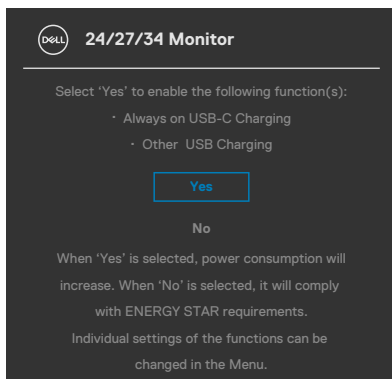 DELL
24/27/34 Monitor
Select ‘Yes’ to enable the following function(s):
· Always on USB-C Charging
· Other USB Charging
Yes
No
When ‘Yes’ is selected, power consumption will
increase. When ‘No’ is selected, it will comply
with ENERGY STAR requirements.
Individual settings of the functions can be
changed in the Menu.